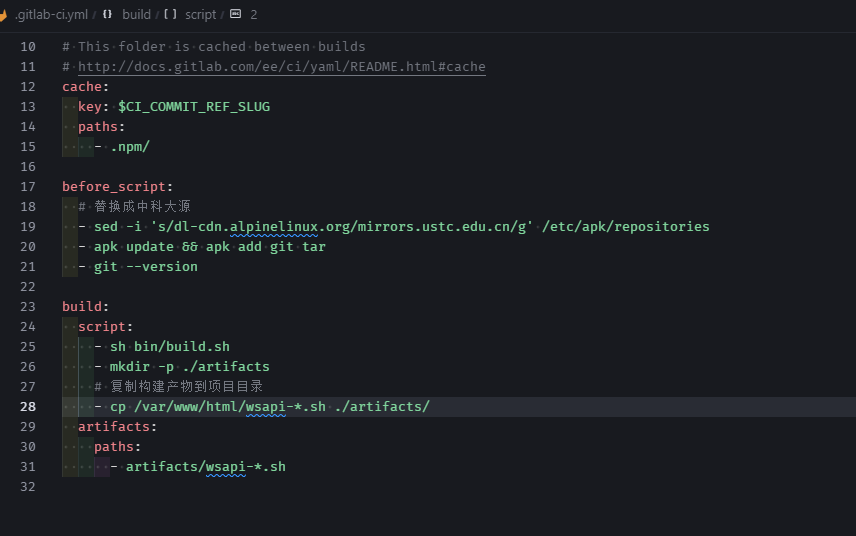 .gitlab-ci.yml / {} build / [ ] script / 2
10 # This folder is cached between builds
11 # http://docs.gitlab.com/ee/ci/yaml/README.html#cache
12 cache:
13   key: $CI_COMMIT_REF_SLUG
14   paths:
15     - .npm/
16
17 before_script:
18   # 替换成中科大源
19   - sed -i 's/dl-cdn.alpinelinux.org/mirrors.ustc.edu.cn/g' /etc/apk/repositories
20   - apk update && apk add git tar
21   - git --version
22
23 build:
24   script:
25     - sh bin/build.sh
26     - mkdir -p ./artifacts
27     # 复制构建产物到项目目录
28     - cp /var/www/html/wsapi-*.sh ./artifacts/
29   artifacts:
30     paths:
31       - artifacts/wsapi-*.sh
32